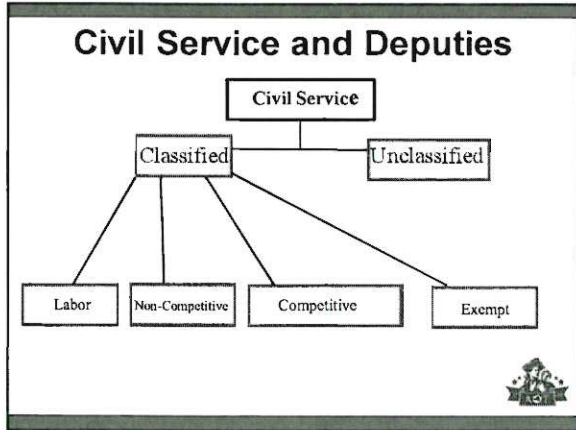 Civil Service and Deputies
Civil Service
Classified
Unclassified
Labor
Non-Competitive
Competitive
Exempt